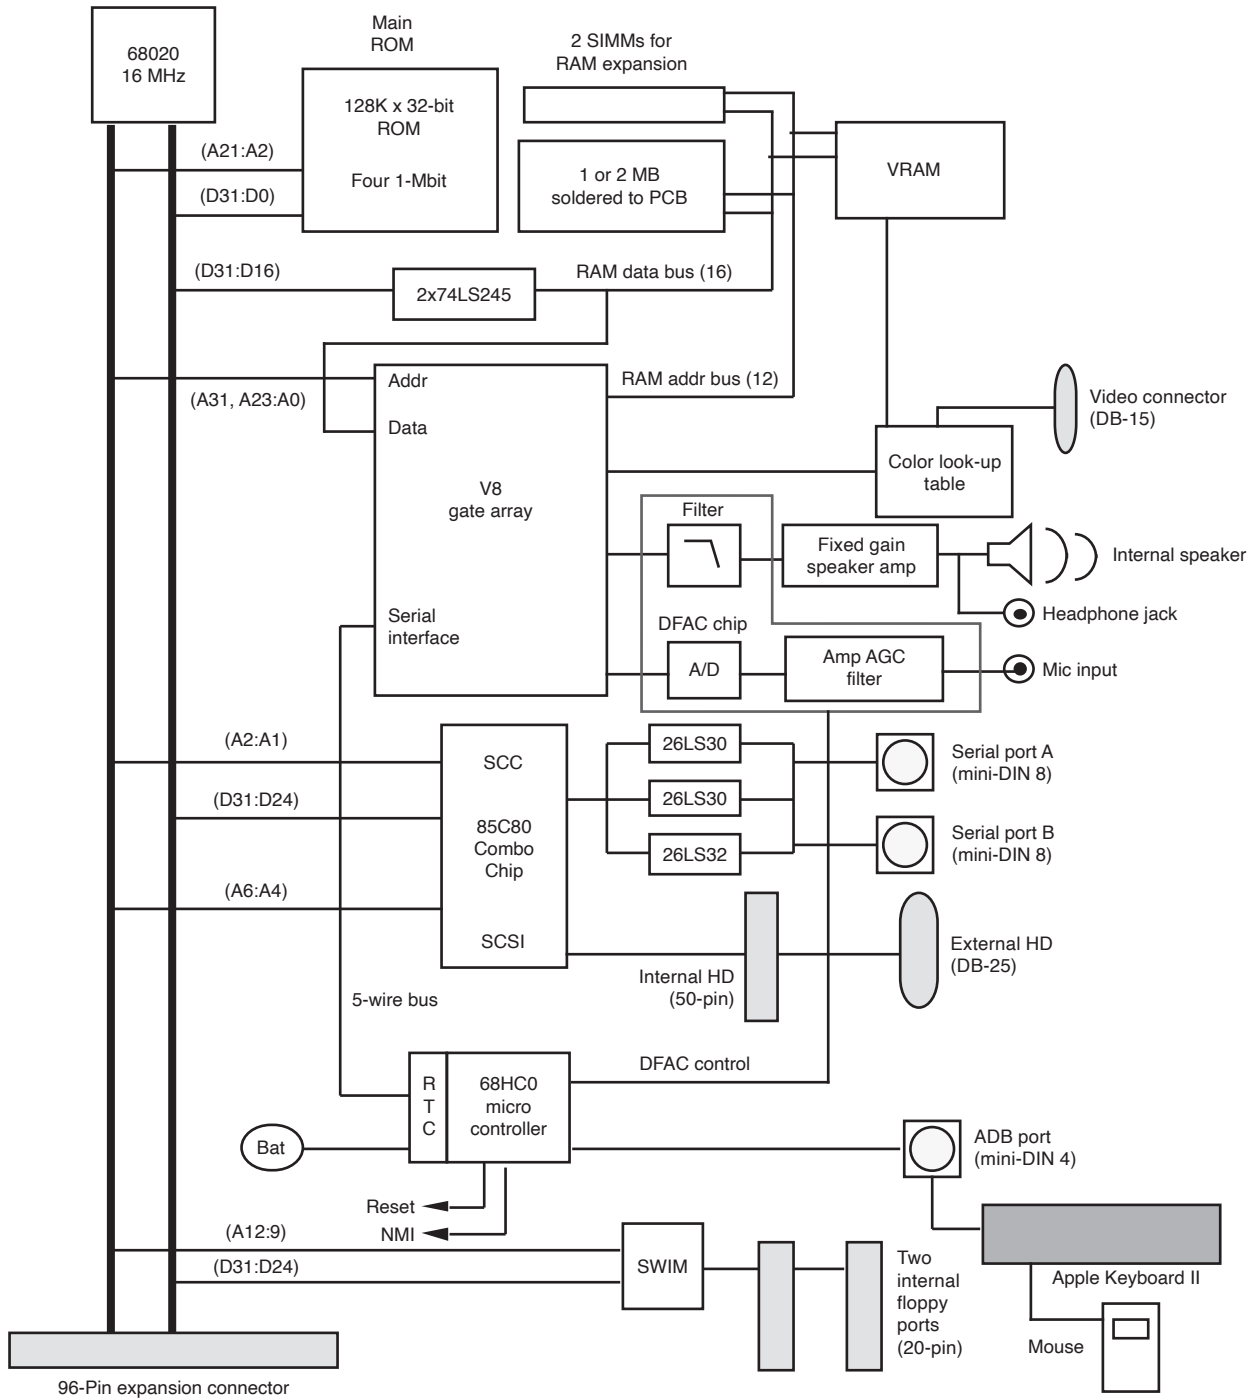 68020
16 MHz
Main
ROM
128K x 32-bit
ROM
Four 1-Mbit
2 SIMMs for
RAM expansion
1 or 2 MB
soldered to PCB
VRAM
(A21:A2)
(D31:D0)
(D31:D16)
2x74LS245
RAM data bus (16)
(A31, A23:A0)
Addr
Data
V8
gate array
Serial
interface
RAM addr bus (12)
Video connector
(DB-15)
Color look-up
table
Filter
Fixed gain
speaker amp
Internal speaker
Headphone jack
DFAC chip
A/D
Amp AGC
filter
Mic input
(A2:A1)
(D31:D24)
(A6:A4)
SCC
85C80
Combo
Chip
SCSI
26LS30
26LS30
26LS32
Serial port A
(mini-DIN 8)
Serial port B
(mini-DIN 8)
Internal HD
(50-pin)
External HD
(DB-25)
5-wire bus
R
T
C
68HC0
micro
controller
DFAC control
Bat
ADB port
(mini-DIN 4)
Reset
NMI
(A12:9)
(D31:D24)
SWIM
Two
internal
floppy
ports
(20-pin)
Apple Keyboard II
Mouse
96-Pin expansion connector